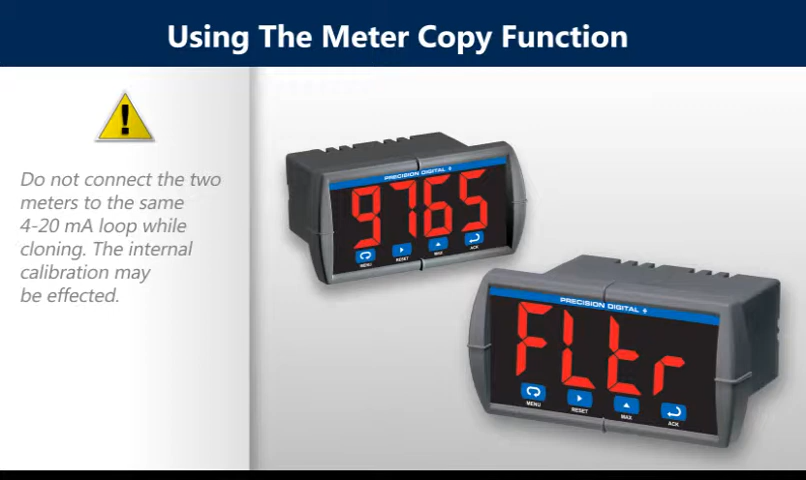 Using The Meter Copy Function
Do not connect the two
meters to the same
4-20 mA loop while
cloning. The internal
calibration may
be effected.
PRECISION DIGITAL
9765
MENU RESET MAX ACK
PRECISION DIGITAL
FLtr
MENU RESET MAX ACK